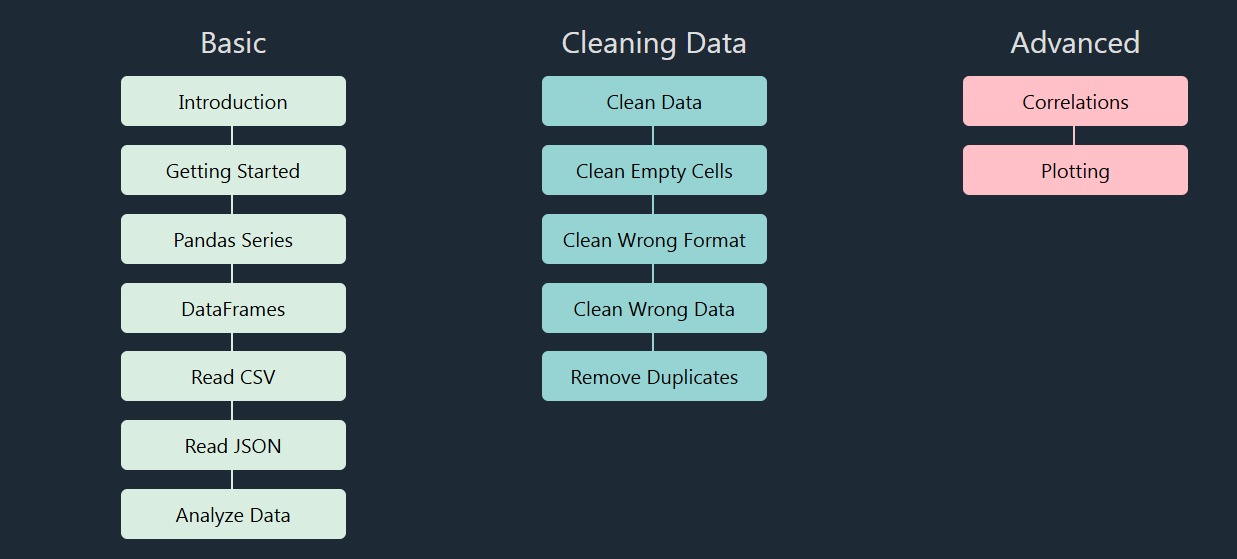 Basic
Introduction
Getting Started
Pandas Series
DataFrames
Read CSV
Read JSON
Analyze Data
Cleaning Data
Clean Data
Clean Empty Cells
Clean Wrong Format
Clean Wrong Data
Remove Duplicates
Advanced
Correlations
Plotting